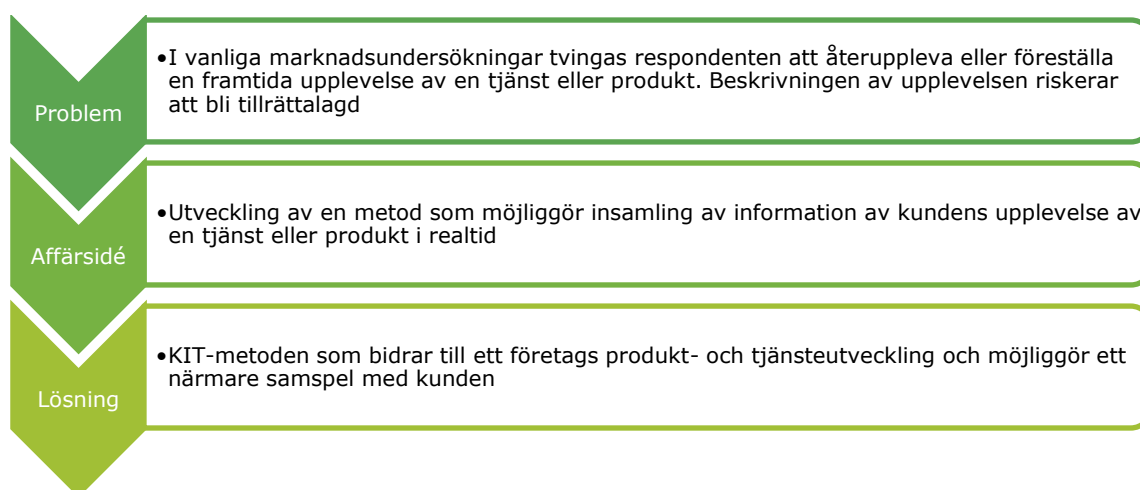 Problem
•I vanliga marknadsundersökningar tvingas respondenten att återuppleva eller föreställa
en framtida upplevelse av en tjänst eller produkt. Beskrivningen av upplevelsen riskerar
att bli tillrättalagd
Affärsidé
•Utveckling av en metod som möjliggör insamling av information av kundens upplevelse av
en tjänst eller produkt i realtid
Lösning
•KIT-metoden som bidrar till ett företags produkt- och tjänsteutveckling och möjliggör ett
närmare samspel med kunden